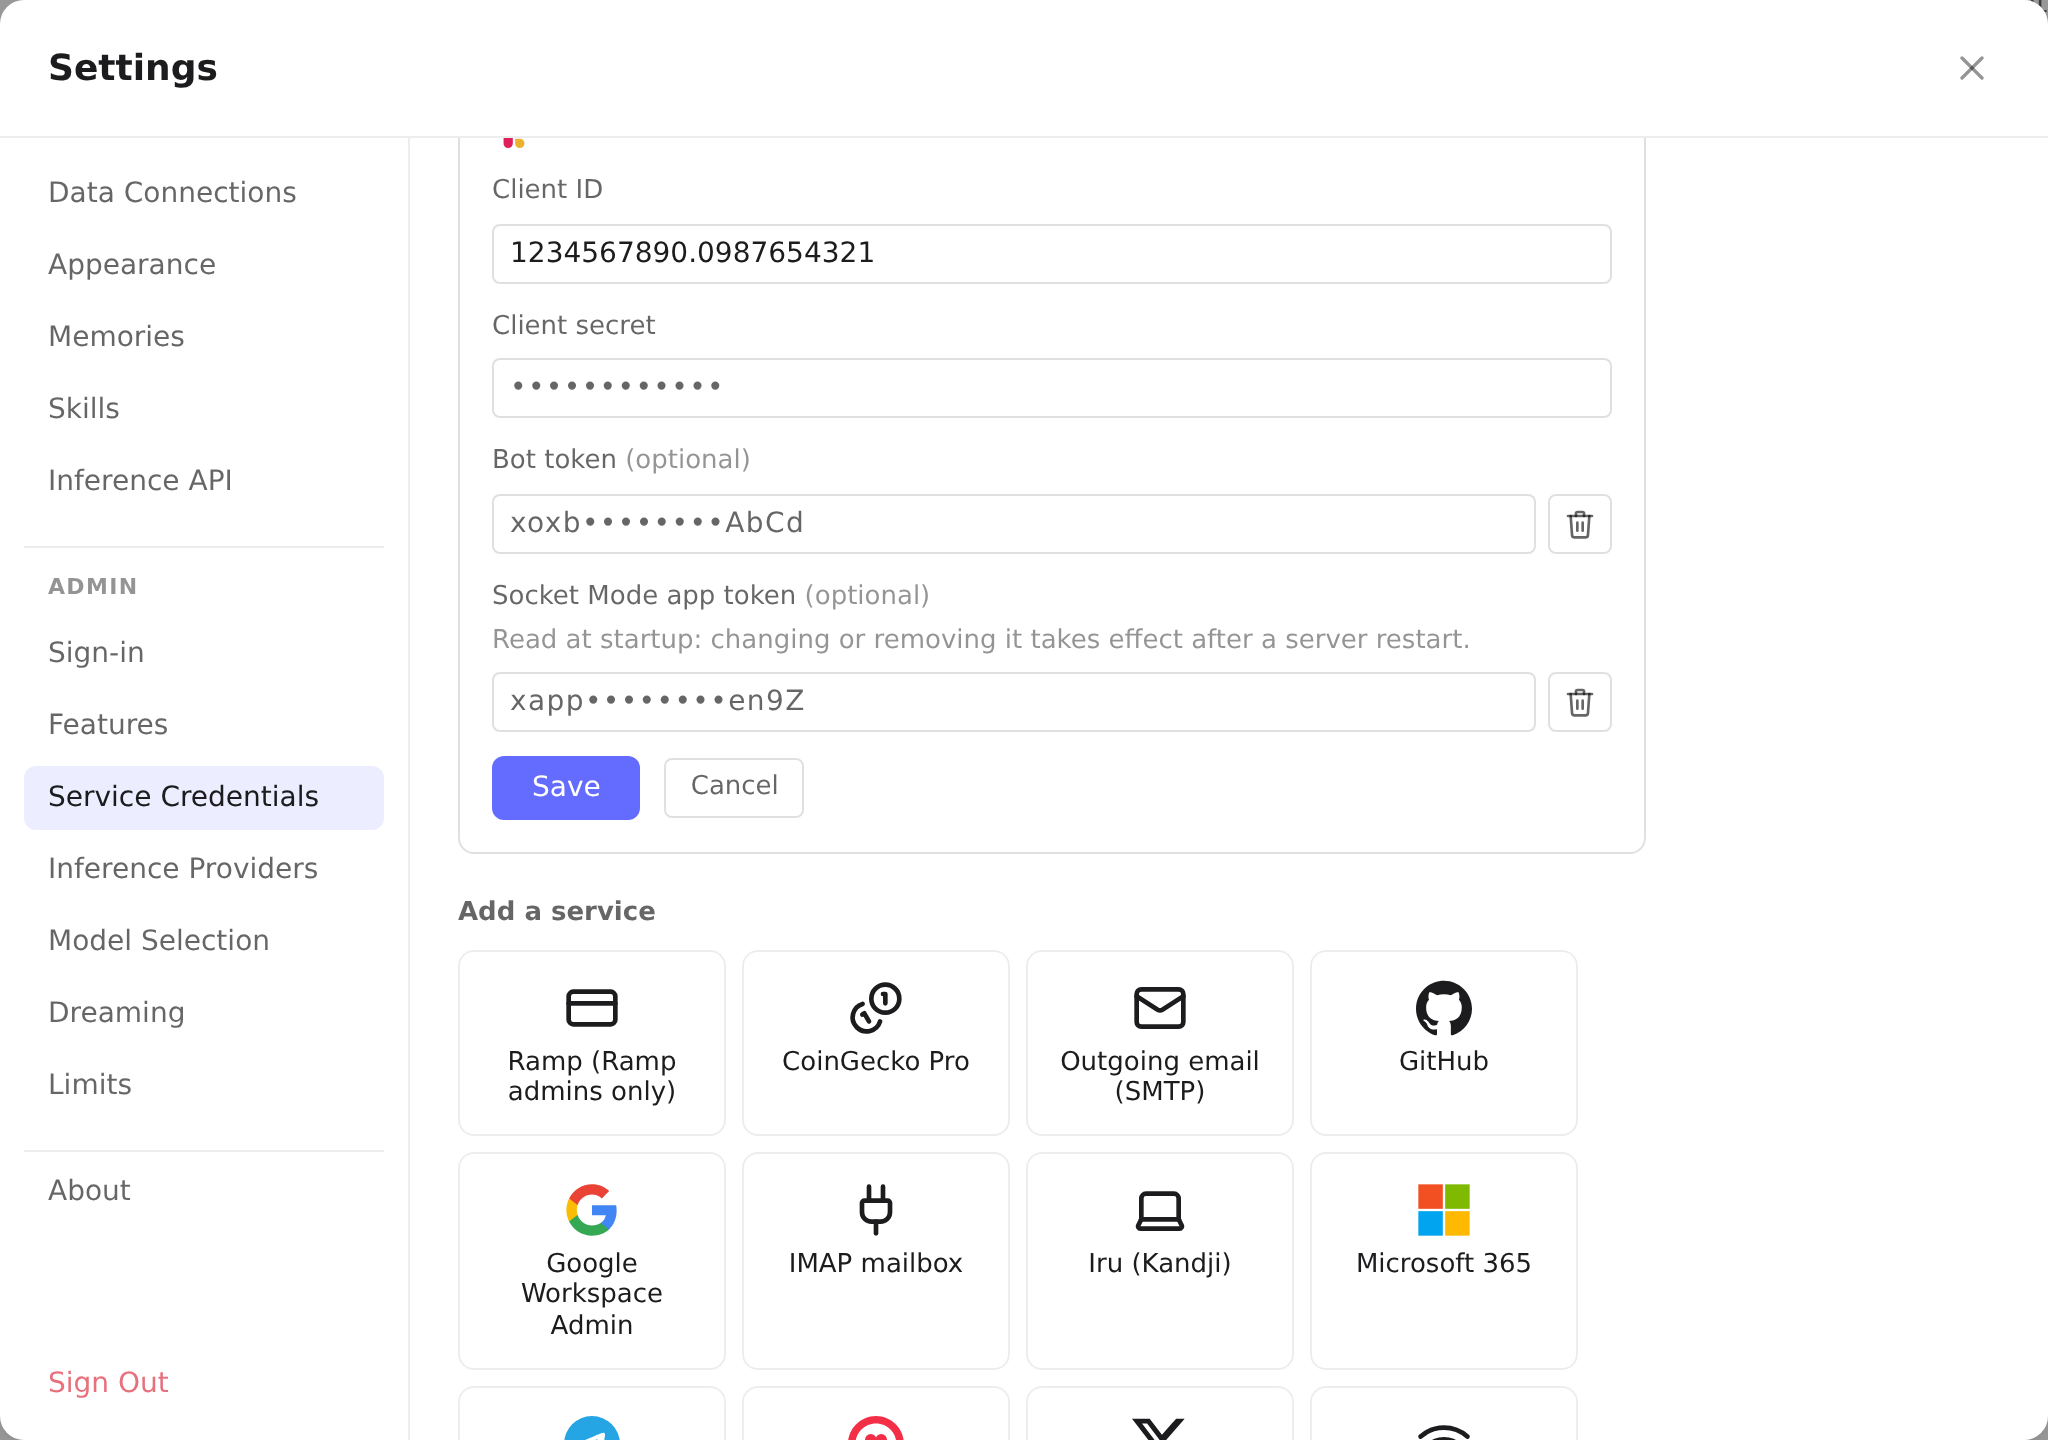 Settings
Data Connections
Appearance
Memories
Skills
Inference API
ADMIN
Sign-in
Features
Service Credentials
Inference Providers
Model Selection
Dreaming
Limits
About
Sign Out
Client ID
1234567890.0987654321
Client secret
••••••••••••
Bot token (optional)
xoxb••••••••AbCd
Socket Mode app token (optional)
Read at startup: changing or removing it takes effect after a server restart.
xapp••••••••en9Z
Save
Cancel
Add a service
Ramp (Ramp
admins only)
CoinGecko Pro
Outgoing email
(SMTP)
GitHub
Google
Workspace
Admin
IMAP mailbox
Iru (Kandji)
Microsoft 365